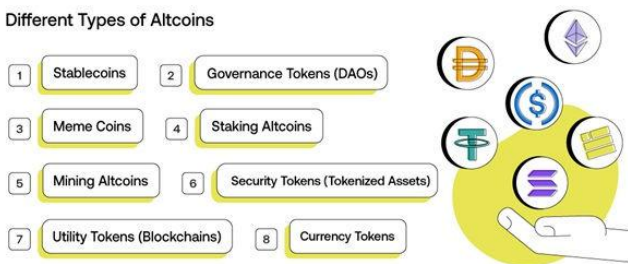 Different Types of Altcoins
1 Stablecoins 2 Governance Tokens (DAOs)
3 Meme Coins 4 Staking Altcoins
5 Mining Altcoins 6 Security Tokens (Tokenized Assets)
7 Utility Tokens (Blockchains) 8 Currency Tokens